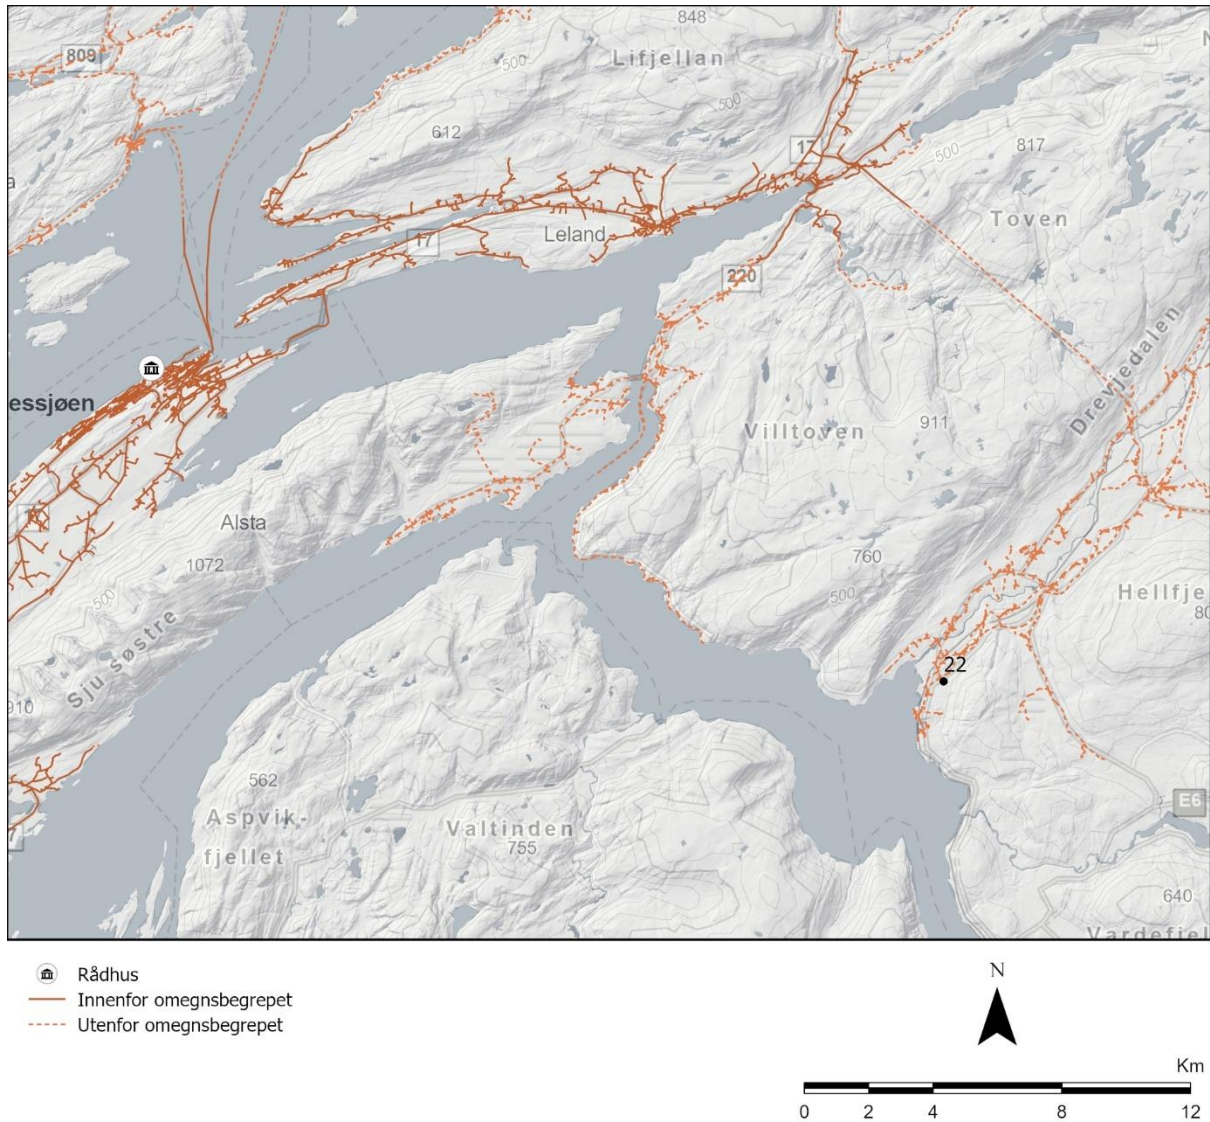 848
Lifjellan
809
500
500
612
17
817
500
Toven
Leland
17
220
essjøen
Drevjedalen
Villtoven
911
Alsta
1072
760
500
Hellfje
80
500
Sju søstre
22
910
562
E6
Aspvik-
fjellet
Valtinden
755
640
Vardefjel
Rådhus
Innenfor omegnsbegrepet
Utenfor omegnsbegrepet
N
Km
0 2 4 8 12